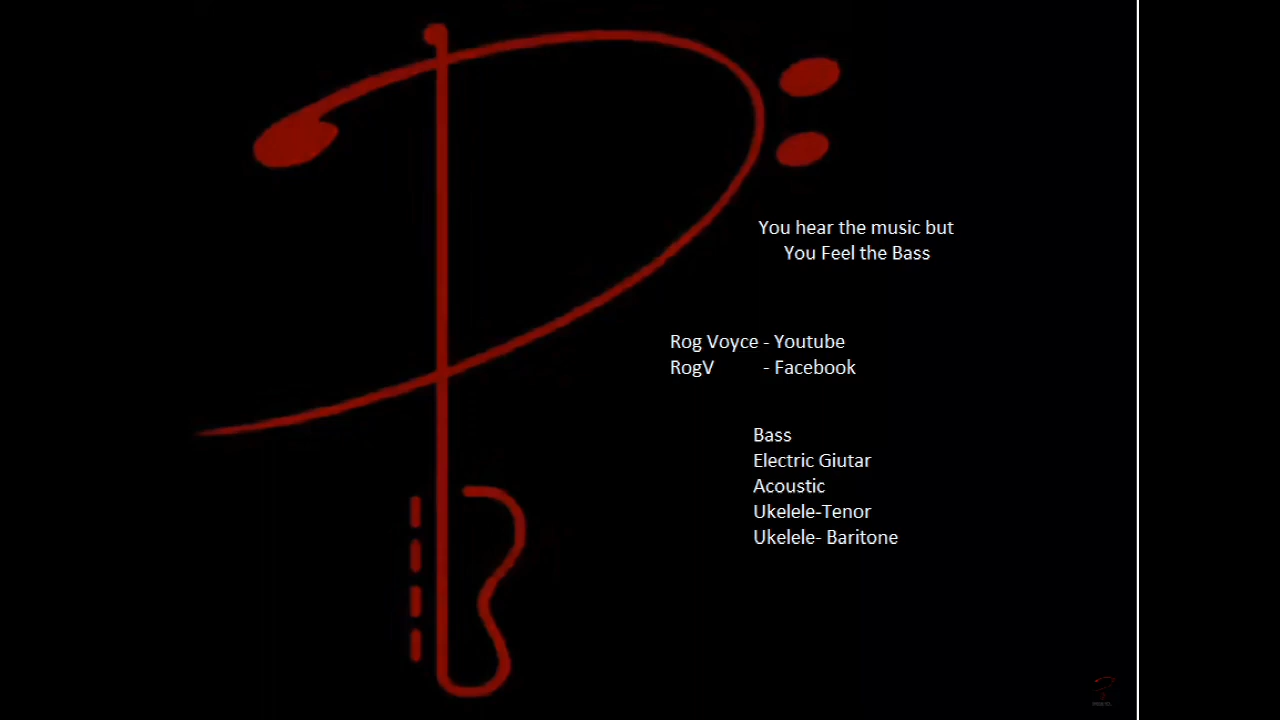 You hear the music but
You Feel the Bass
Rog Voyce - Youtube
RogV - Facebook
Bass
Electric Giutar
Acoustic
Ukelele-Tenor
Ukelele- Baritone